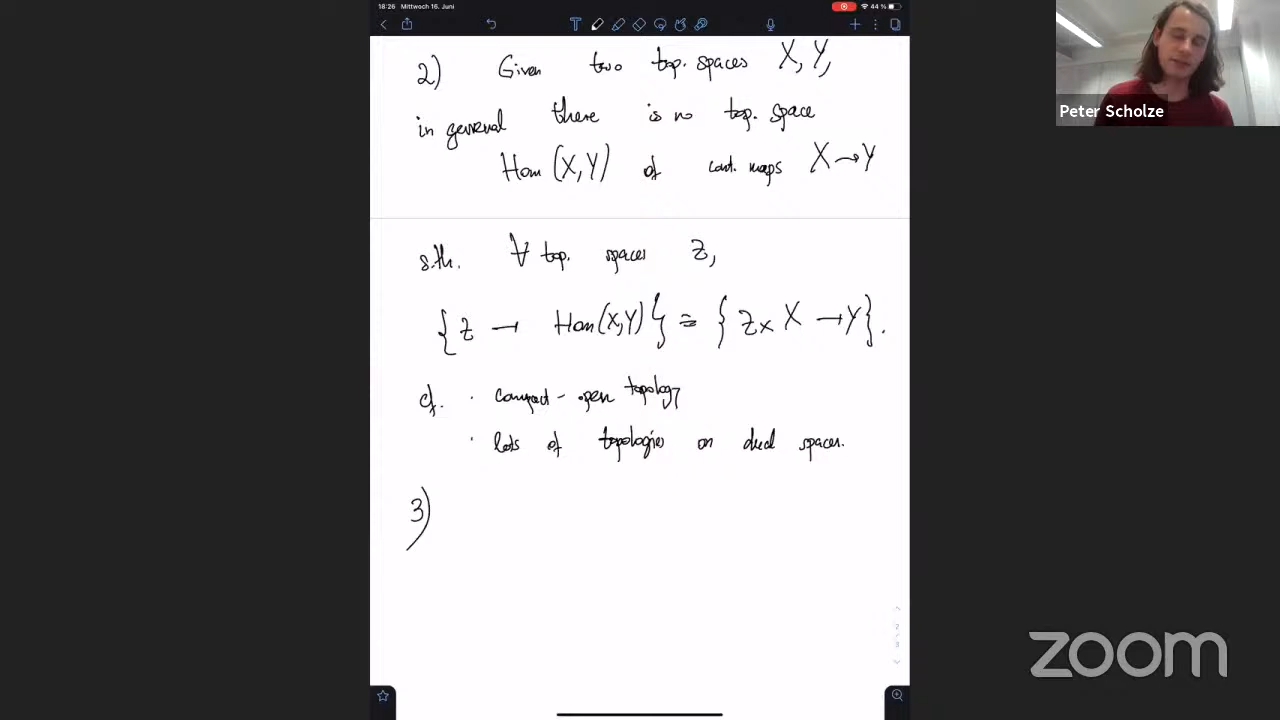 18:26 Mittwoch 16. Juni
44 %
Peter Scholze
2) Given two top. spaces X, Y,
in general there is no top. space
Hom (X,Y) of cont. maps X → Y
s.th. ∀ top. spaces Z,
{Z → Hom(X,Y)} ≅ {Z × X → Y}.
cf. · compact-open topology
· lots of topologies on dual spaces.
3)
zoom